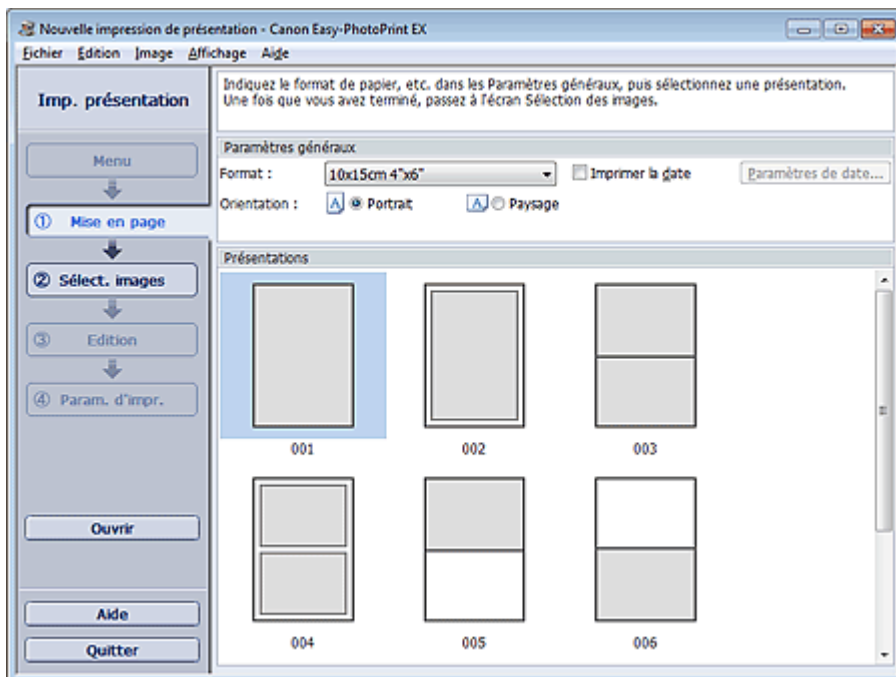 Nouvelle impression de présentation - Canon Easy-PhotoPrint EX
Fichier Edition Image Affichage Aide
Imp. présentation
Indiquez le format de papier, etc. dans les Paramètres généraux, puis sélectionnez une présentation.
Une fois que vous avez terminé, passez à l'écran Sélection des images.
Menu
① Mise en page
② Sélect. images
③ Edition
④ Param. d'impr.
Ouvrir
Aide
Quitter
Paramètres généraux
Format : 10x15cm 4"x6" Imprimer la date Paramètres de date...
Orientation : A Portrait A Paysage
Présentations
001 002 003
004 005 006